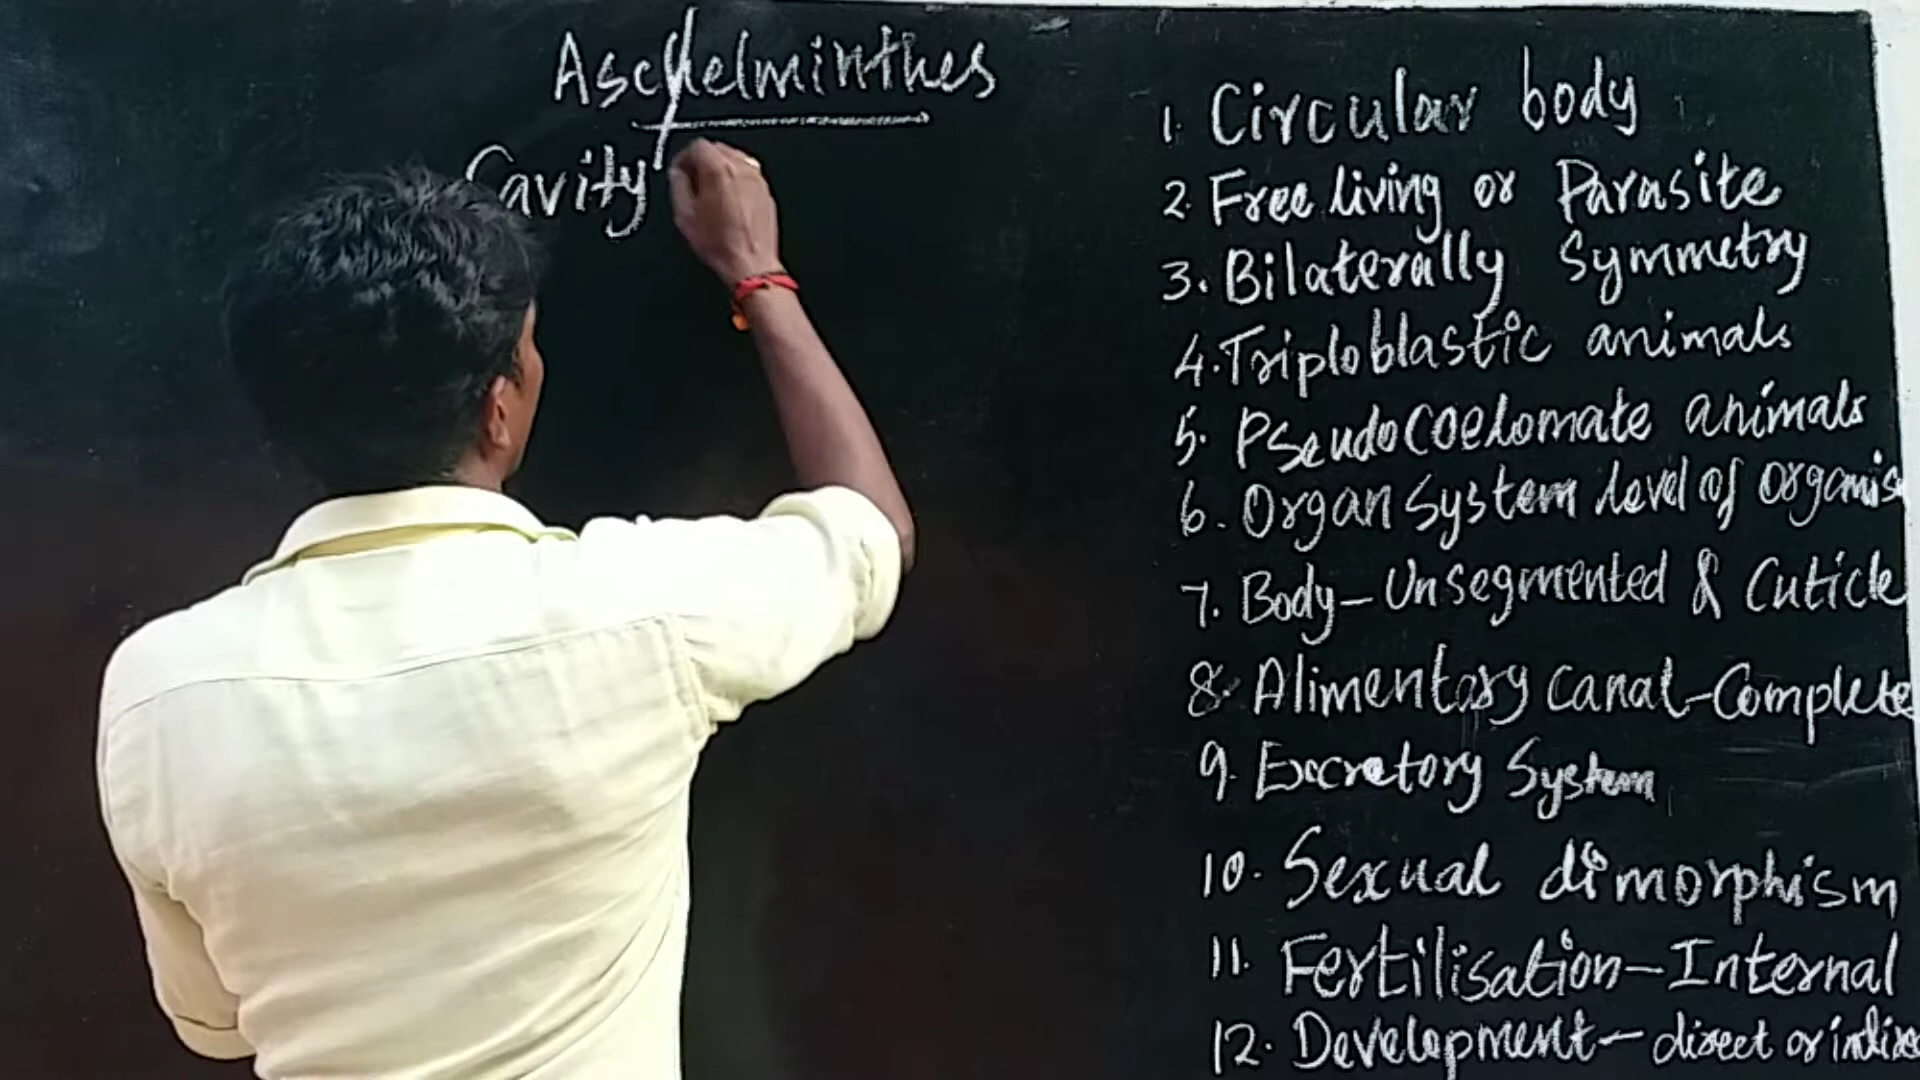 Aschelminthes
Cavity
1. Circular body
2. Free living or Parasite
3. Bilaterally Symmetry
4. Triploblastic animals
5. Pseudocoelomate animals
6. Organ System level of Organis
7. Body-Unsegmented & Cuticle
8. Alimentary Canal-Complete
9. Excretory System
10. Sexual dimorphism
11. Fertilisation-Internal
12. Development-direct or indirec